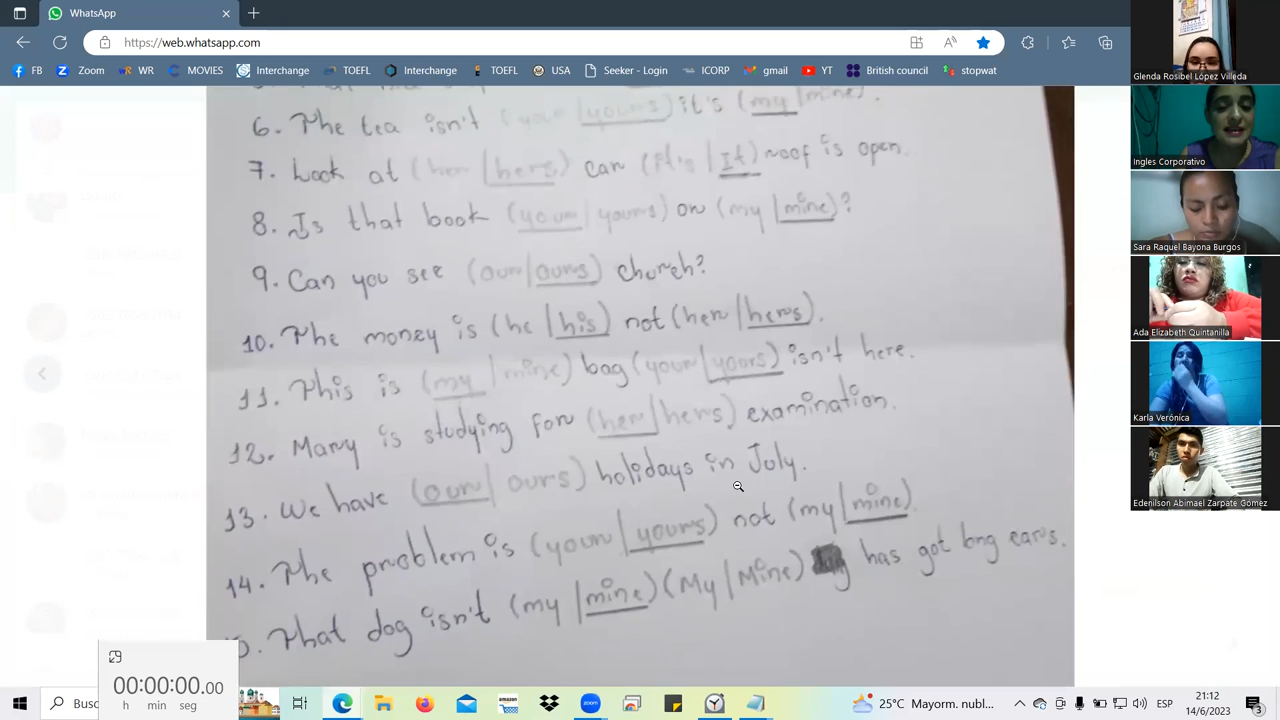 WhatsApp
https://web.whatsapp.com
FB Zoom WR MOVIES Interchange TOEFL Interchange TOEFL USA Seeker - Login ICORP gmail YT British council stopwat
6. The tea isn't (your/yours) it's (my/mine).
7. Look at (her/hers) car (It's/It) roof is open.
8. Is that book (your/yours) or (my/mine)?
9. Can you see (our/ours) church?
10. The money is (he/his) not (her/hers).
11. This is (my/mine) bag (your/yours) isn't here.
12. Mary is studying for (her/hers) examination.
13. We have (our/ours) holidays in July.
14. The problem is (your/yours) not (my/mine).
That dog isn't (my/mine) (My/Mine) has got long ears.
Glenda Rosibel López Villeda
Ingles Corporativo
Sara Raquel Bayona Burgos
Ada Elizabeth Quintanilla
Karla Verónica
Edenilson Abimael Zarpate Gómez
00:00:00.00
h min seg
Busc
25°C Mayorm. nubl...
ESP
21:12
14/6/2023
3